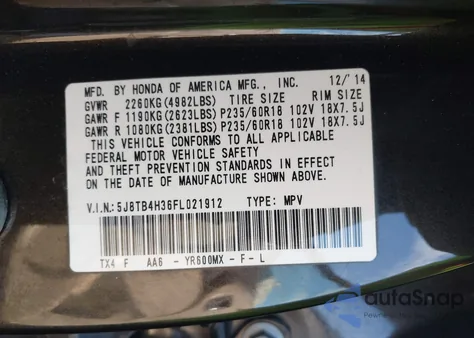 MFD. BY HONDA OF AMERICA MFG., INC. 12/'14
GVWR 2260KG(4982LBS) TIRE SIZE RIM SIZE
GAWR F 1190KG(2623LBS) P235/60R18 102V 18X7.5J
GAWR R 1080KG(2381LBS) P235/60R18 102V 18X7.5J
THIS VEHICLE CONFORMS TO ALL APPLICABLE
FEDERAL MOTOR VEHICLE SAFETY
AND THEFT PREVENTION STANDARDS IN EFFECT
ON THE DATE OF MANUFACTURE SHOWN ABOVE.
V.I.N.:5J8TB4H36FL021912 TYPE: MPV
TX4 F AA6 - YR600MX - F - L
autoSnap